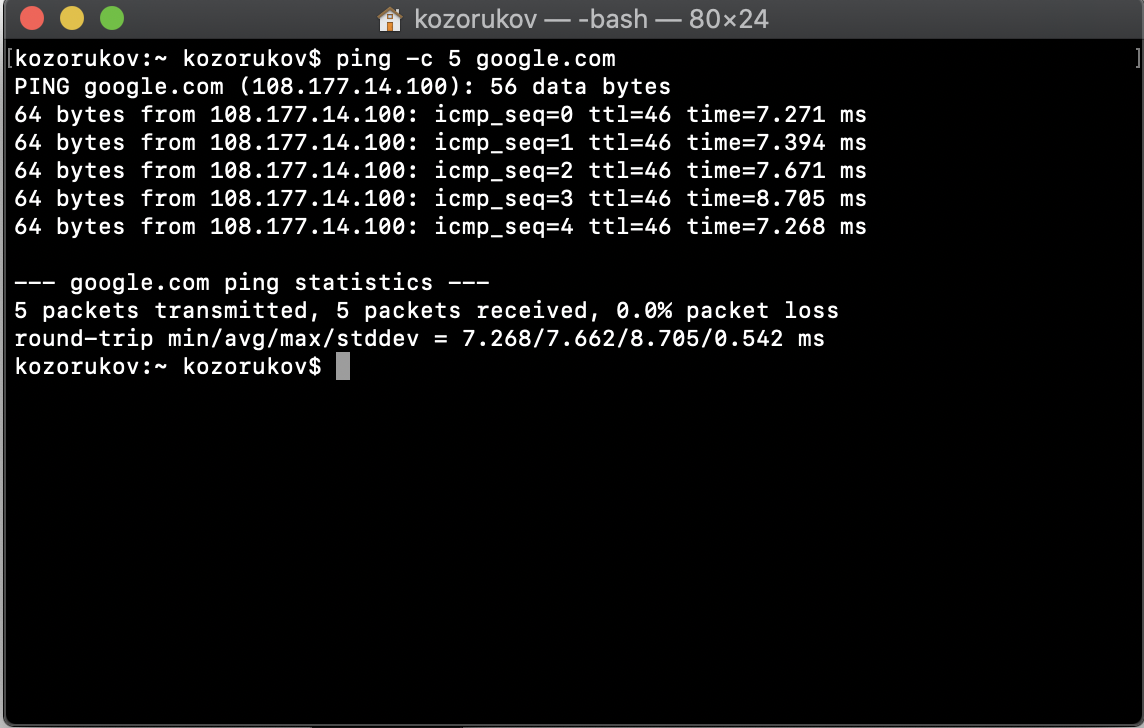 kozorukov — -bash — 80×24
[kozorukov:~ kozorukov$ ping -c 5 google.com ]
PING google.com (108.177.14.100): 56 data bytes
64 bytes from 108.177.14.100: icmp_seq=0 ttl=46 time=7.271 ms
64 bytes from 108.177.14.100: icmp_seq=1 ttl=46 time=7.394 ms
64 bytes from 108.177.14.100: icmp_seq=2 ttl=46 time=7.671 ms
64 bytes from 108.177.14.100: icmp_seq=3 ttl=46 time=8.705 ms
64 bytes from 108.177.14.100: icmp_seq=4 ttl=46 time=7.268 ms
--- google.com ping statistics ---
5 packets transmitted, 5 packets received, 0.0% packet loss
round-trip min/avg/max/stddev = 7.268/7.662/8.705/0.542 ms
kozorukov:~ kozorukov$